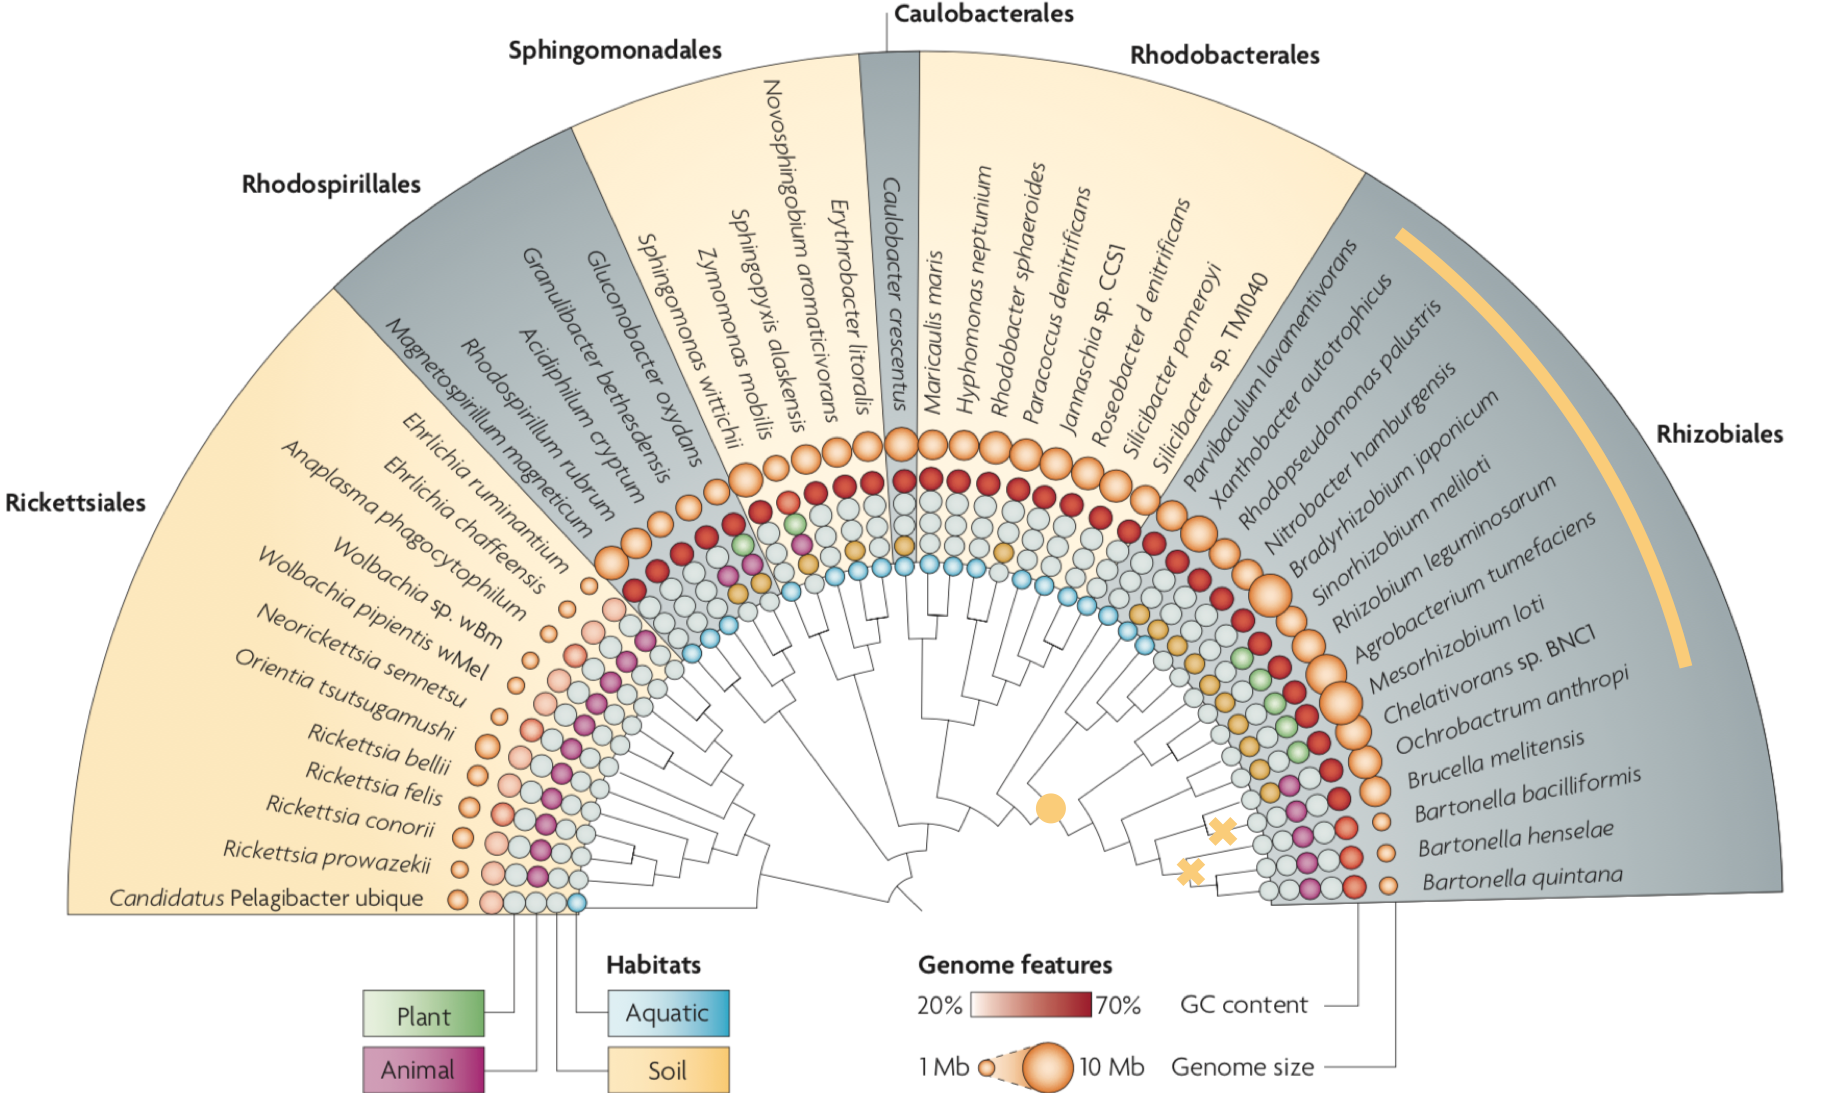 Caulobacterales
Sphingomonadales
Rhodobacterales
Rhodospirillales
Rhizobiales
Rickettsiales
Candidatus Pelagibacter ubique
Rickettsia prowazekii
Rickettsia conorii
Rickettsia felis
Rickettsia bellii
Orientia tsutsugamushi
Neorickettsia sennetsu
Wolbachia pipientis wMel
Wolbachia sp. wBm
Anaplasma phagocytophilum
Ehrlichia chaffeensis
Ehrlichia ruminantium
Magnetospirillum magneticum
Rhodospirillum rubrum
Acidiphilum cryptum
Granulibacter bethesdensis
Gluconobacter oxydans
Sphingomonas wittichii
Zymomonas mobilis
Sphingopyxis alaskensis
Novosphingobium aromaticivorans
Erythrobacter litoralis
Caulobacter crescentus
Maricaulis maris
Hyphomonas neptunium
Rhodobacter sphaeroides
Paracoccus denitrificans
Jannaschia sp. CCS1
Roseobacter d enitrificans
Silicibacter pomeroyi
Silicibacter sp. TM1040
Parvibaculum lavamentivorans
Xanthobacter autotrophicus
Rhodopseudomonas palustris
Nitrobacter hamburgensis
Bradyrhizobium japonicum
Sinorhizobium meliloti
Rhizobium leguminosarum
Agrobacterium tumefaciens
Mesorhizobium loti
Chelativorans sp. BNC1
Ochrobactrum anthropi
Brucella melitensis
Bartonella bacilliformis
Bartonella henselae
Bartonella quintana
Habitats
Plant
Aquatic
Animal
Soil
Genome features
20% 70% GC content
1 Mb 10 Mb Genome size